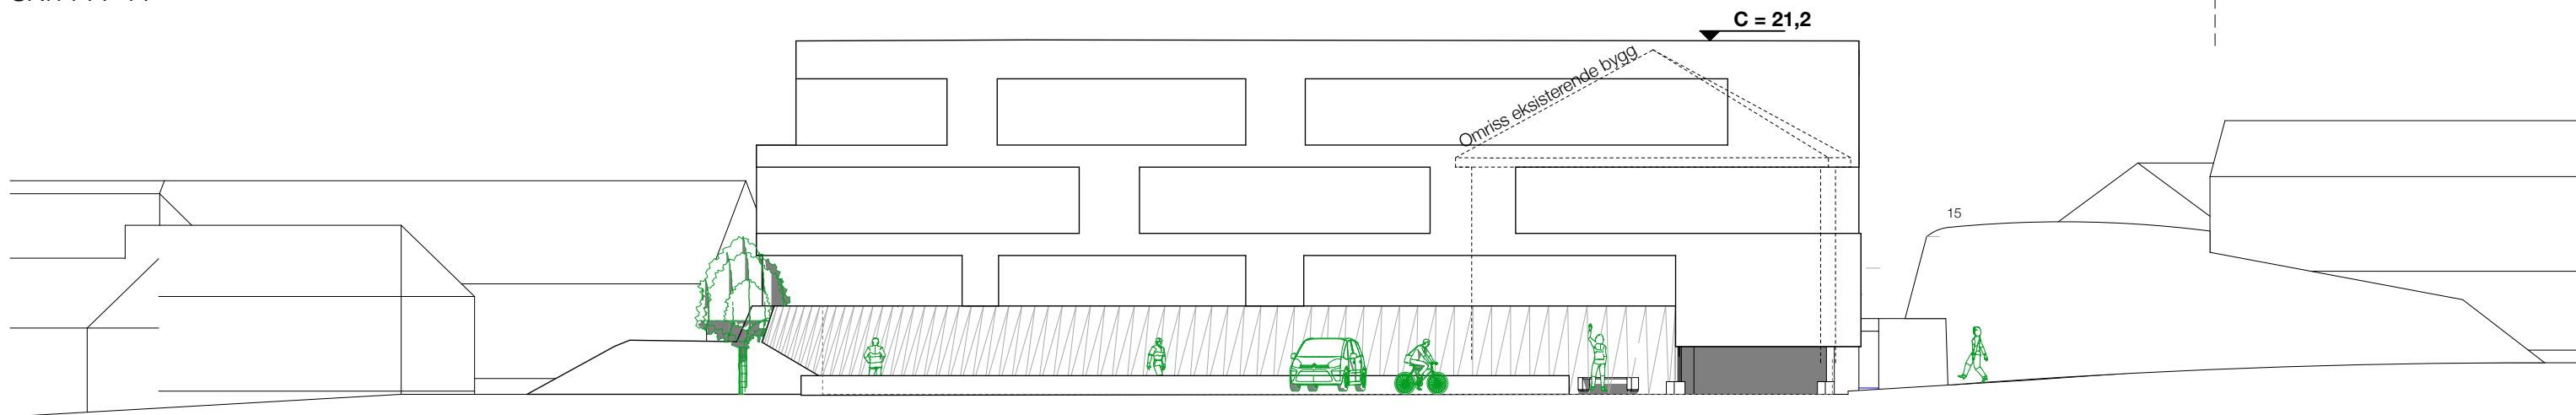 C = 21,2
Omriss eksisterende bygg
15